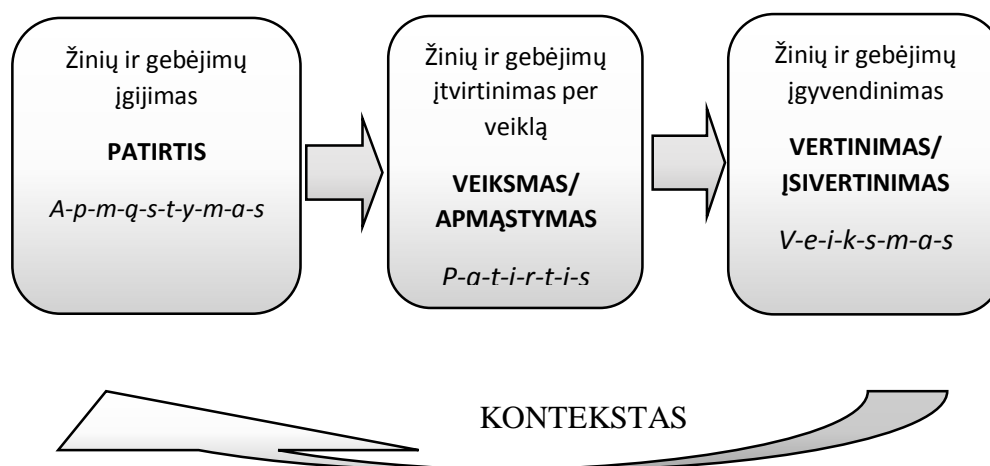 Žinių ir gebėjimų
įgijimas
PATIRTIS
A-p-m-ą-s-t-y-m-a-s
Žinių ir gebėjimų
įtvirtinimas per
veiklą
VEIKSMAS/
APMĄSTYMAS
P-a-t-i-r-t-i-s
Žinių ir gebėjimų
įgyvendinimas
VERTINIMAS/
ĮSIVERTINIMAS
V-e-i-k-s-m-a-s
KONTEKSTAS